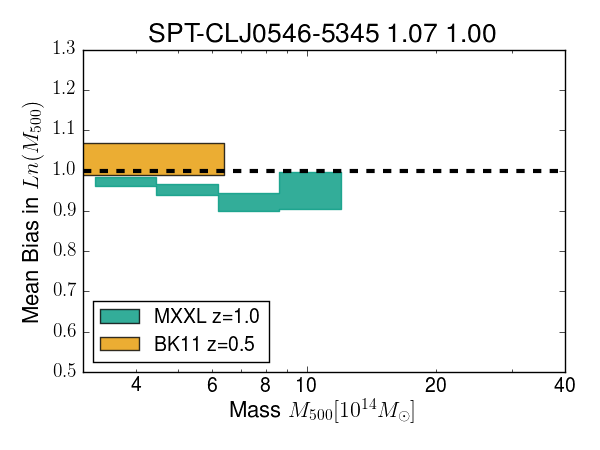 SPT-CLJ0546-5345 1.07 1.00
1.3
1.2
1.1
1.0
0.9
0.8
0.7
0.6
0.5
Mean Bias in Ln(M500)
MXXL z=1.0
BK11 z=0.5
4 6 8 10 20 40
Mass M500[10^14 M⊙]